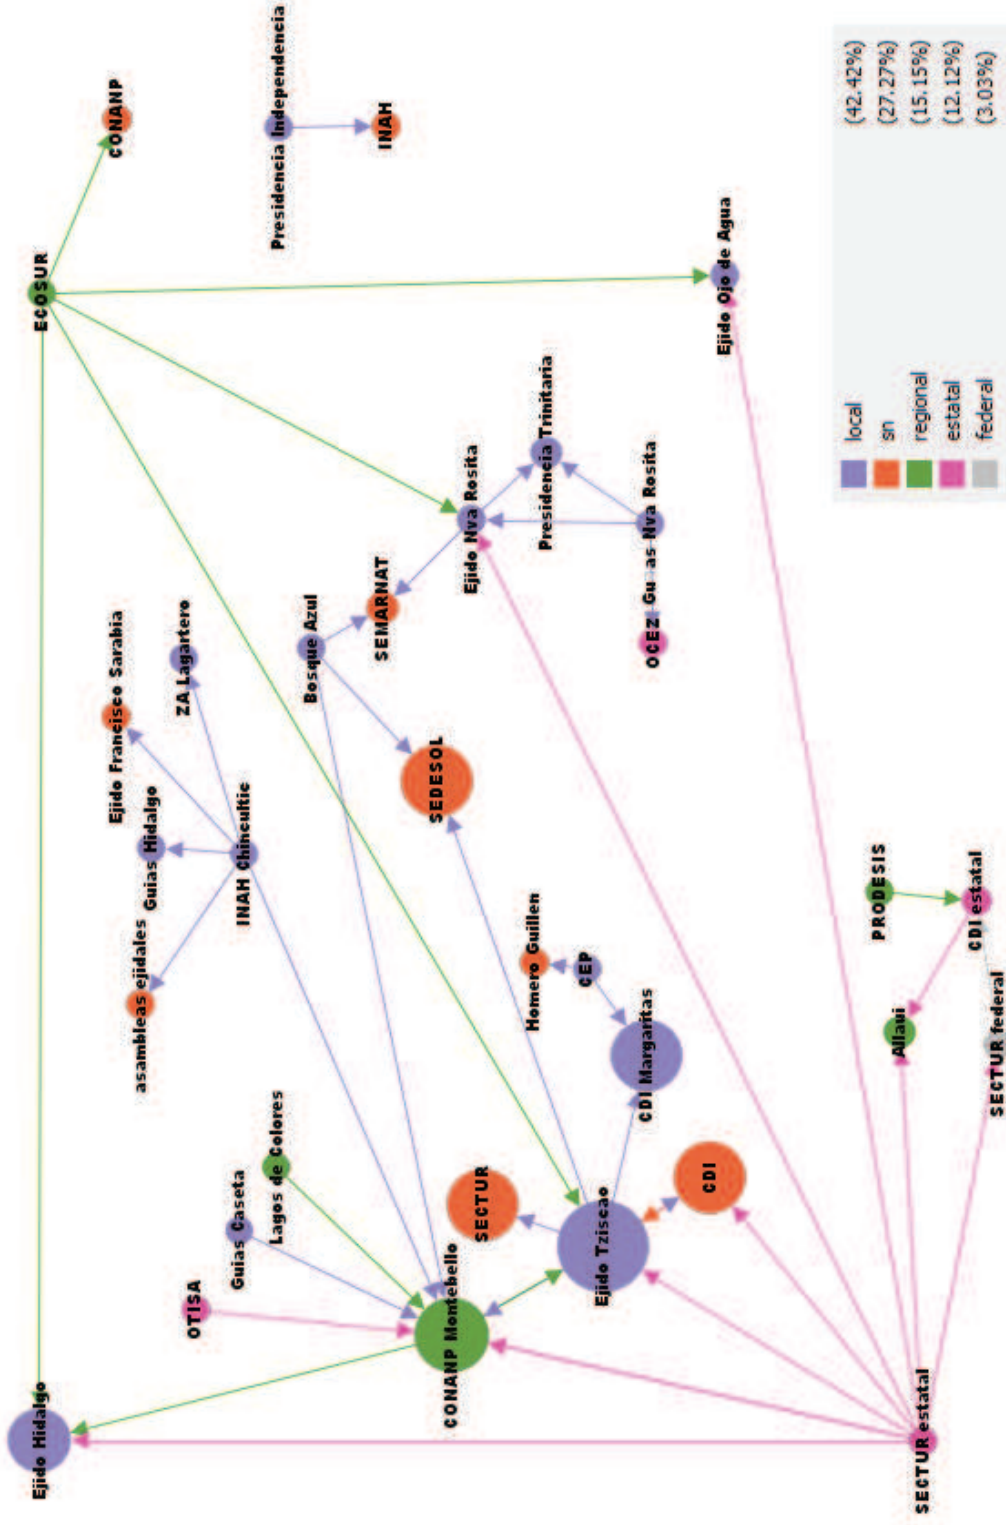 Ejido Hidalgo
ECOSUR
CONANP
Presidencia Independencia
INAH
Ejido Francisco Sarabia
ZA Lagartero
Guias Hidalgo
asambleas ejidales
INAH Chincultic
Lagos de Colores
Guias Caseta
OTISA
CONANP Montebello
Bosque Azul
SEMARNAT
SEDESOL
Ejido Nva Rosita
Presidencia Trinitaria
Guias Nva Rosita
OCEZ
Ejido Ojo de Agua
SECTUR
Ejido Tziscao
Homero Guillen
CEP
CDI Margaritas
CDI
PRODESIS
CDI estatal
Allaui
SECTUR federal
SECTUR estatal
local (42.42%)
sn (27.27%)
regional (15.15%)
estatal (12.12%)
federal (3.03%)